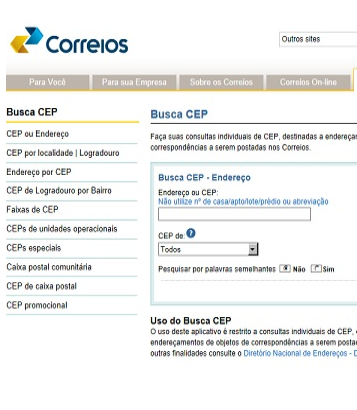 Correios
Outros sites
Para Você
Para sua Empresa
Sobre os Correios
Correios On-line
Busca CEP
CEP ou Endereço
CEP por localidade | Logradouro
Endereço por CEP
CEP de Logradouro por Bairro
Faixas de CEP
CEPs de unidades operacionais
CEPs especiais
Caixa postal comunitária
CEP de caixa postal
CEP promocional
Busca CEP
Faça suas consultas individuais de CEP, destinadas a endereçar
correspondências a serem postadas nos Correios.
Busca CEP - Endereço
Endereço ou CEP:
Não utilize nº de casa/apto/lote/prédio ou abreviação
CEP de: ?
Todos
Pesquisar por palavras semelhantes Não Sim
Uso do Busca CEP
O uso deste aplicativo é restrito a consultas individuais de CEP,
endereçamentos de objetos de correspondências a serem posta
outras finalidades consulte o Diretório Nacional de Endereços - D